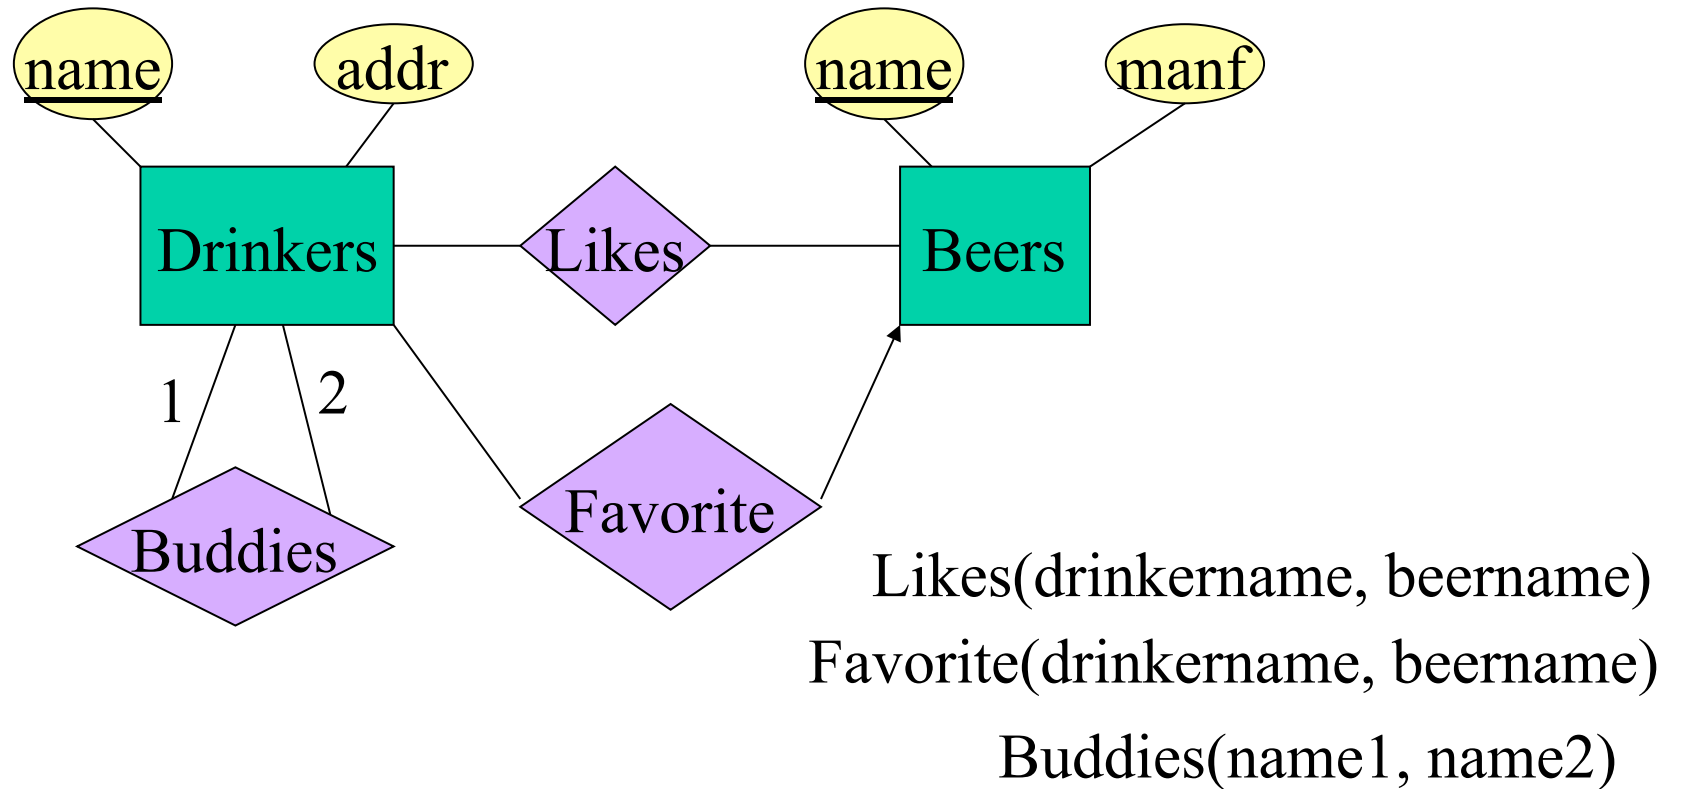 name addr name manf
Drinkers Likes Beers
1 2
Favorite
Buddies
Likes(drinkername, beername)
Favorite(drinkername, beername)
Buddies(name1, name2)